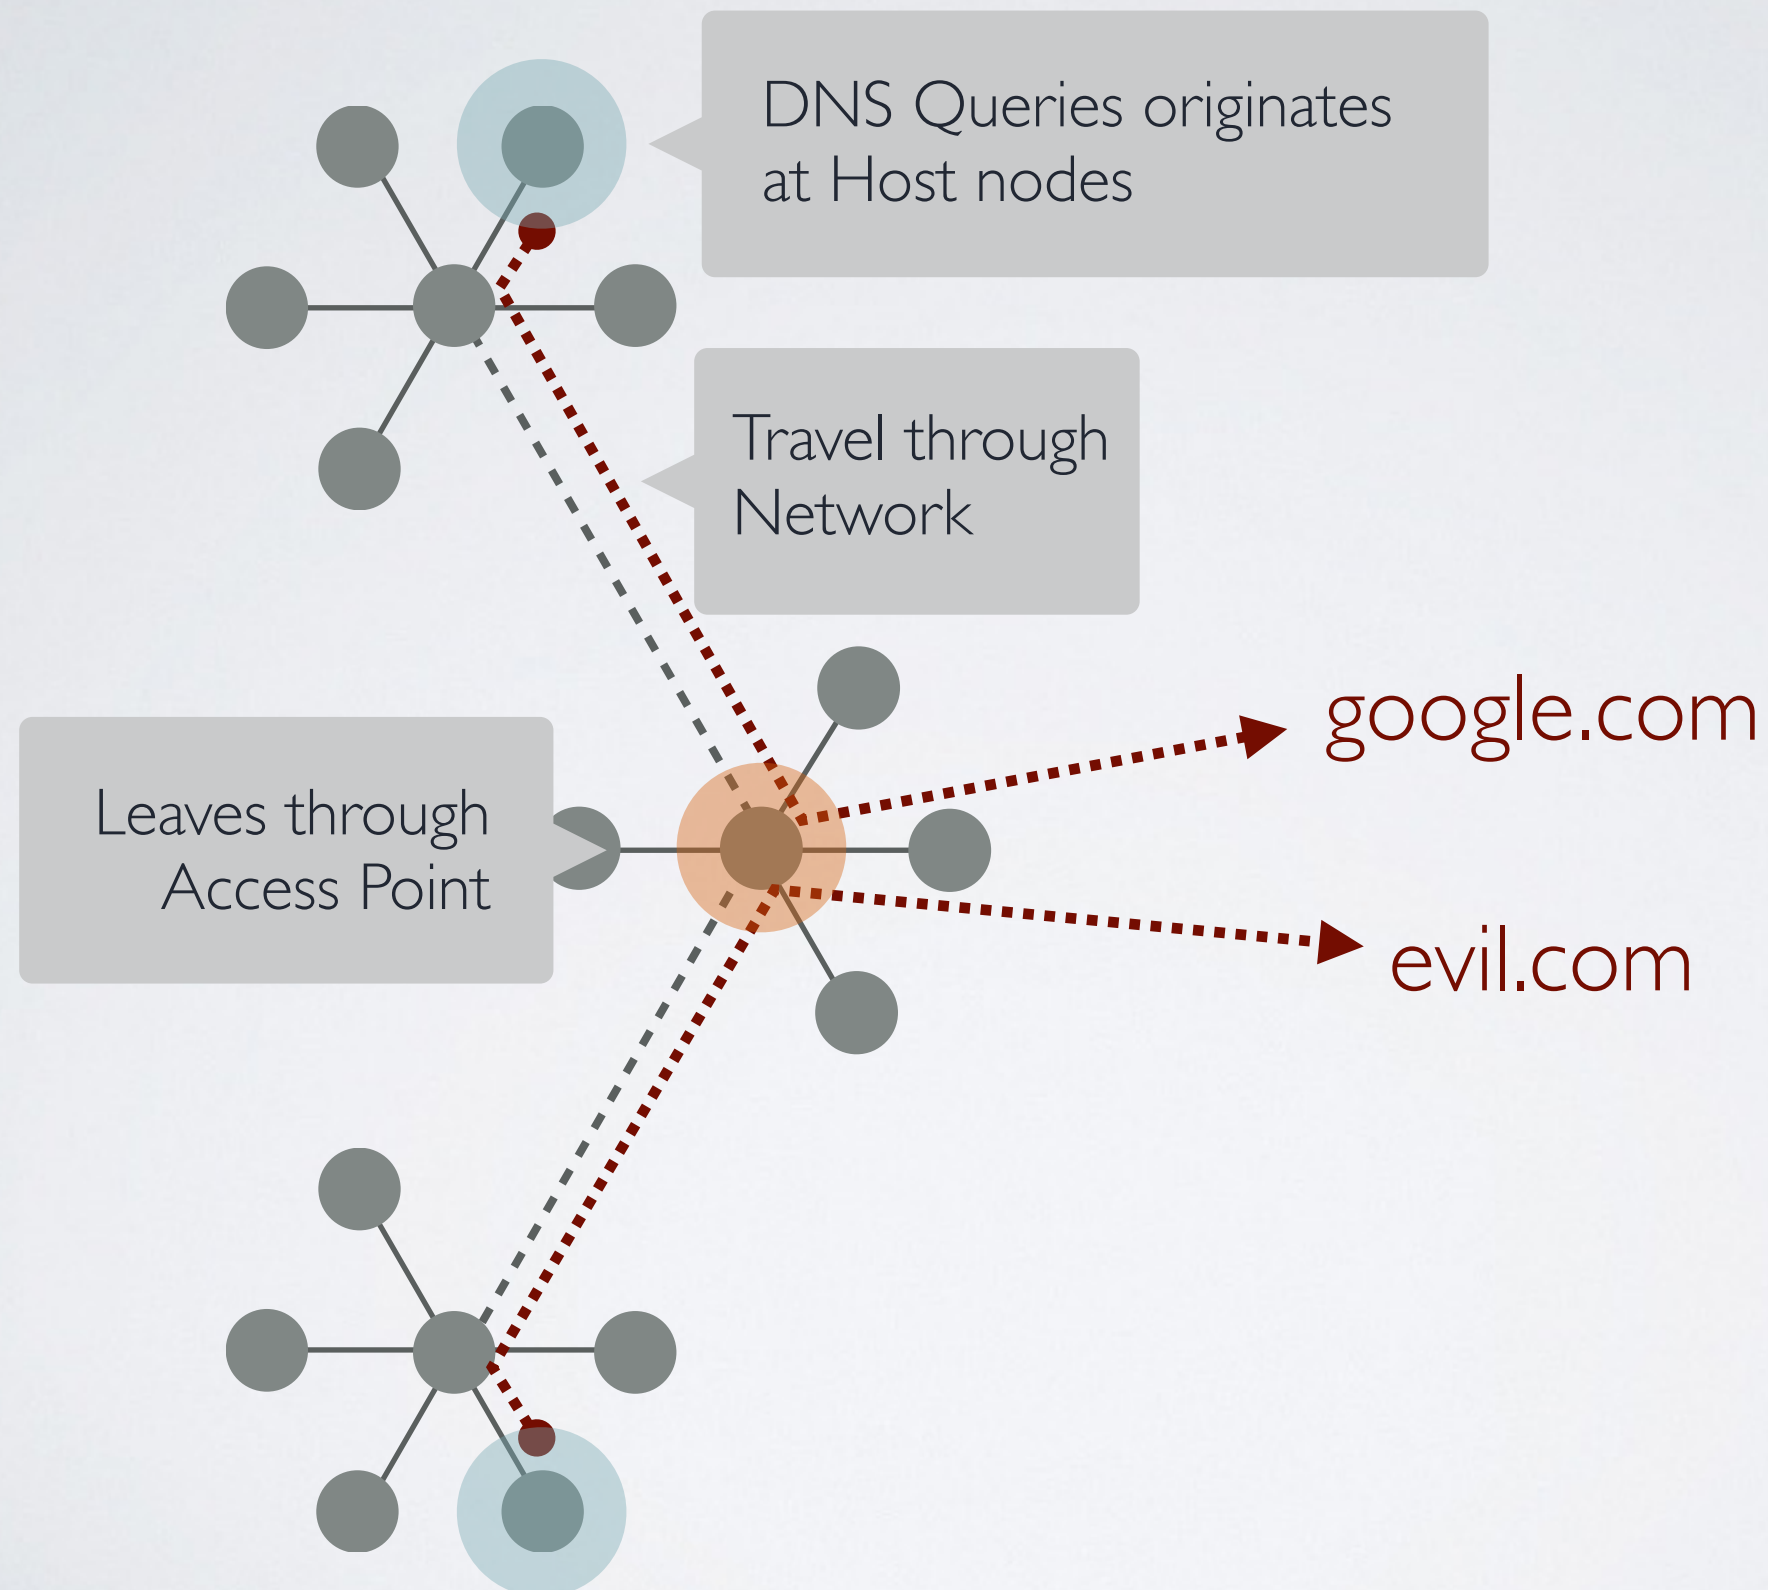 DNS Queries originates
at Host nodes
Travel through
Network
google.com
Leaves through
Access Point
evil.com